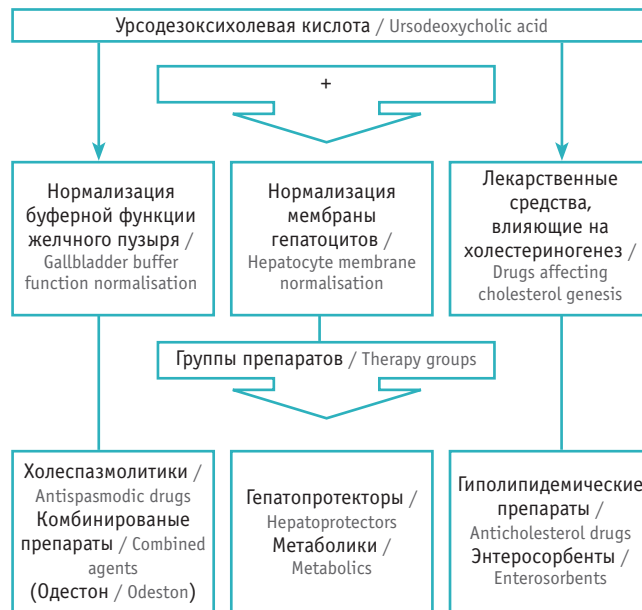 Урсодезоксихолевая кислота / Ursodeoxycholic acid
+
Нормализация
буферной функции
желчного пузыря /
Gallbladder buffer
function normalisation
Нормализация
мембраны
гепатоцитов /
Hepatocyte membrane
normalisation
Лекарственные
средства,
влияющие на
холестериногенез /
Drugs affecting
cholesterol genesis
Группы препаратов / Therapy groups
Холеспазмолитики /
Antispasmodic drugs
Комбинированые
препараты / Combined
agents
(Одестон / Odeston)
Гепатопротекторы /
Hepatoprotectors
Метаболики /
Metabolics
Гиполипидемические
препараты /
Anticholesterol drugs
Энтеросорбенты /
Enterosorbents